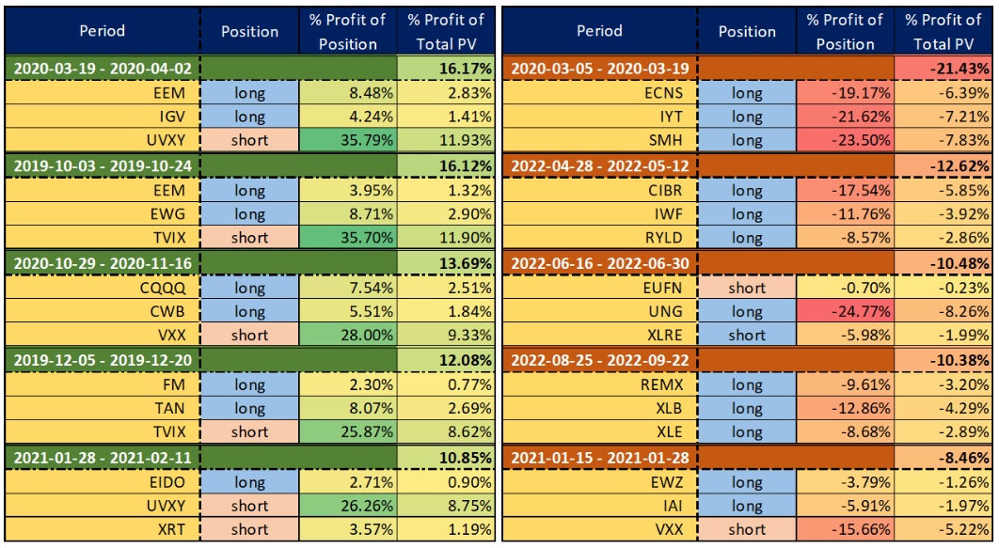 Period Position % Profit of Position % Profit of Total PV
2020-03-19 - 2020-04-02 16.17%
EEM long 8.48% 2.83%
IGV long 4.24% 1.41%
UVXY short 35.79% 11.93%
2019-10-03 - 2019-10-24 16.12%
EEM long 3.95% 1.32%
EWG long 8.71% 2.90%
TVIX short 35.70% 11.90%
2020-10-29 - 2020-11-16 13.69%
CQQQ long 7.54% 2.51%
CWB long 5.51% 1.84%
VXX short 28.00% 9.33%
2019-12-05 - 2019-12-20 12.08%
FM long 2.30% 0.77%
TAN long 8.07% 2.69%
TVIX short 25.87% 8.62%
2021-01-28 - 2021-02-11 10.85%
EIDO long 2.71% 0.90%
UVXY short 26.26% 8.75%
XRT short 3.57% 1.19%
Period Position % Profit of Position % Profit of Total PV
2020-03-05 - 2020-03-19 -21.43%
ECNS long -19.17% -6.39%
IYT long -21.62% -7.21%
SMH long -23.50% -7.83%
2022-04-28 - 2022-05-12 -12.62%
CIBR long -17.54% -5.85%
IWF long -11.76% -3.92%
RYLD long -8.57% -2.86%
2022-06-16 - 2022-06-30 -10.48%
EUFN short -0.70% -0.23%
UNG long -24.77% -8.26%
XLRE short -5.98% -1.99%
2022-08-25 - 2022-09-22 -10.38%
REMX long -9.61% -3.20%
XLB long -12.86% -4.29%
XLE long -8.68% -2.89%
2021-01-15 - 2021-01-28 -8.46%
EWZ long -3.79% -1.26%
IAI long -5.91% -1.97%
VXX short -15.66% -5.22%